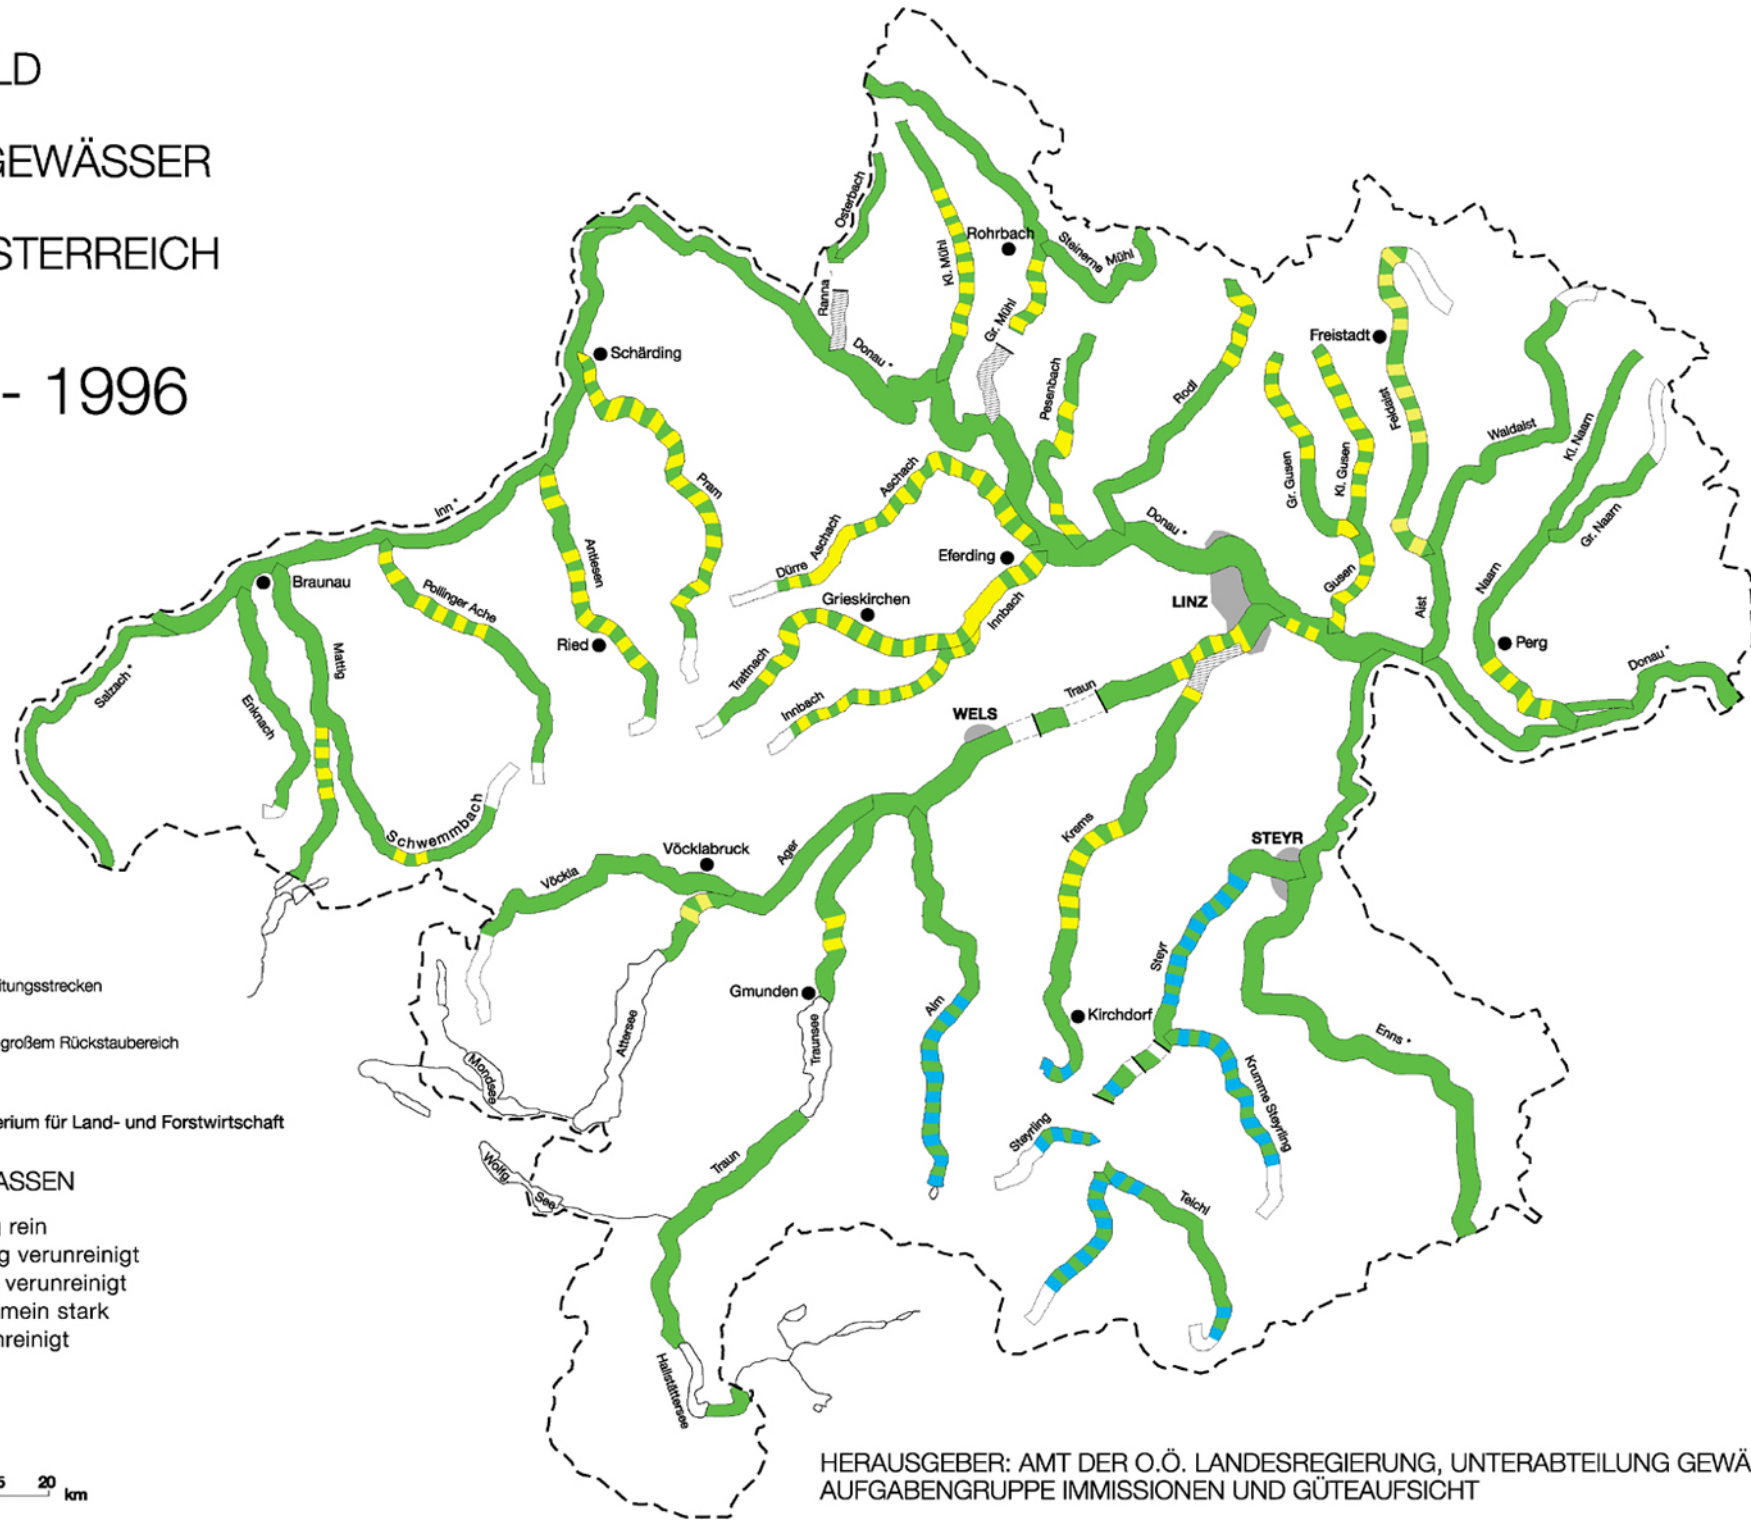 LD
GEWÄSSER
STERREICH
- 1996
Osterbach
Ranna
Kl. Mühl
Rohrbach
Steinerne Mühl
Gr. Mühl
Donau *
Pesenbach
Rodl
Freistadt
Feldaist
Gr. Gusen
Kl. Gusen
Gusen
Waldaist
Aist
Kl. Naarn
Gr. Naarn
Naarn
Perg
Donau *
Schärding
Pram
Inn *
Antiesen
Ried
Pollinger Ache
Braunau
Mattig
Enknach
Salzach *
Schwemmbach
Aschach
Dürre Aschach
Eferding
Grieskirchen
Innbach
Trattnach
Innbach
Donau *
LINZ
Traun
WELS
Krems
STEYR
Steyr
Vöcklabruck
Vöckla
Ager
Gmunden
Alm
Kirchdorf
Enns *
Krumme Steyrling
Steyrling
Teichl
Attersee
Traunsee
Mondsee
Wolfg. See
Traun
Hallstättersee
itungsstrecken
großem Rückstaubereich
erium für Land- und Forstwirtschaft
ASSEN
g rein
g verunreinigt
verunreinigt
mein stark
nreinigt
5 20 km
HERAUSGEBER: AMT DER O.Ö. LANDESREGIERUNG, UNTERABTEILUNG GEWÄ
AUFGABENGRUPPE IMMISSIONEN UND GÜTEAUFSICHT